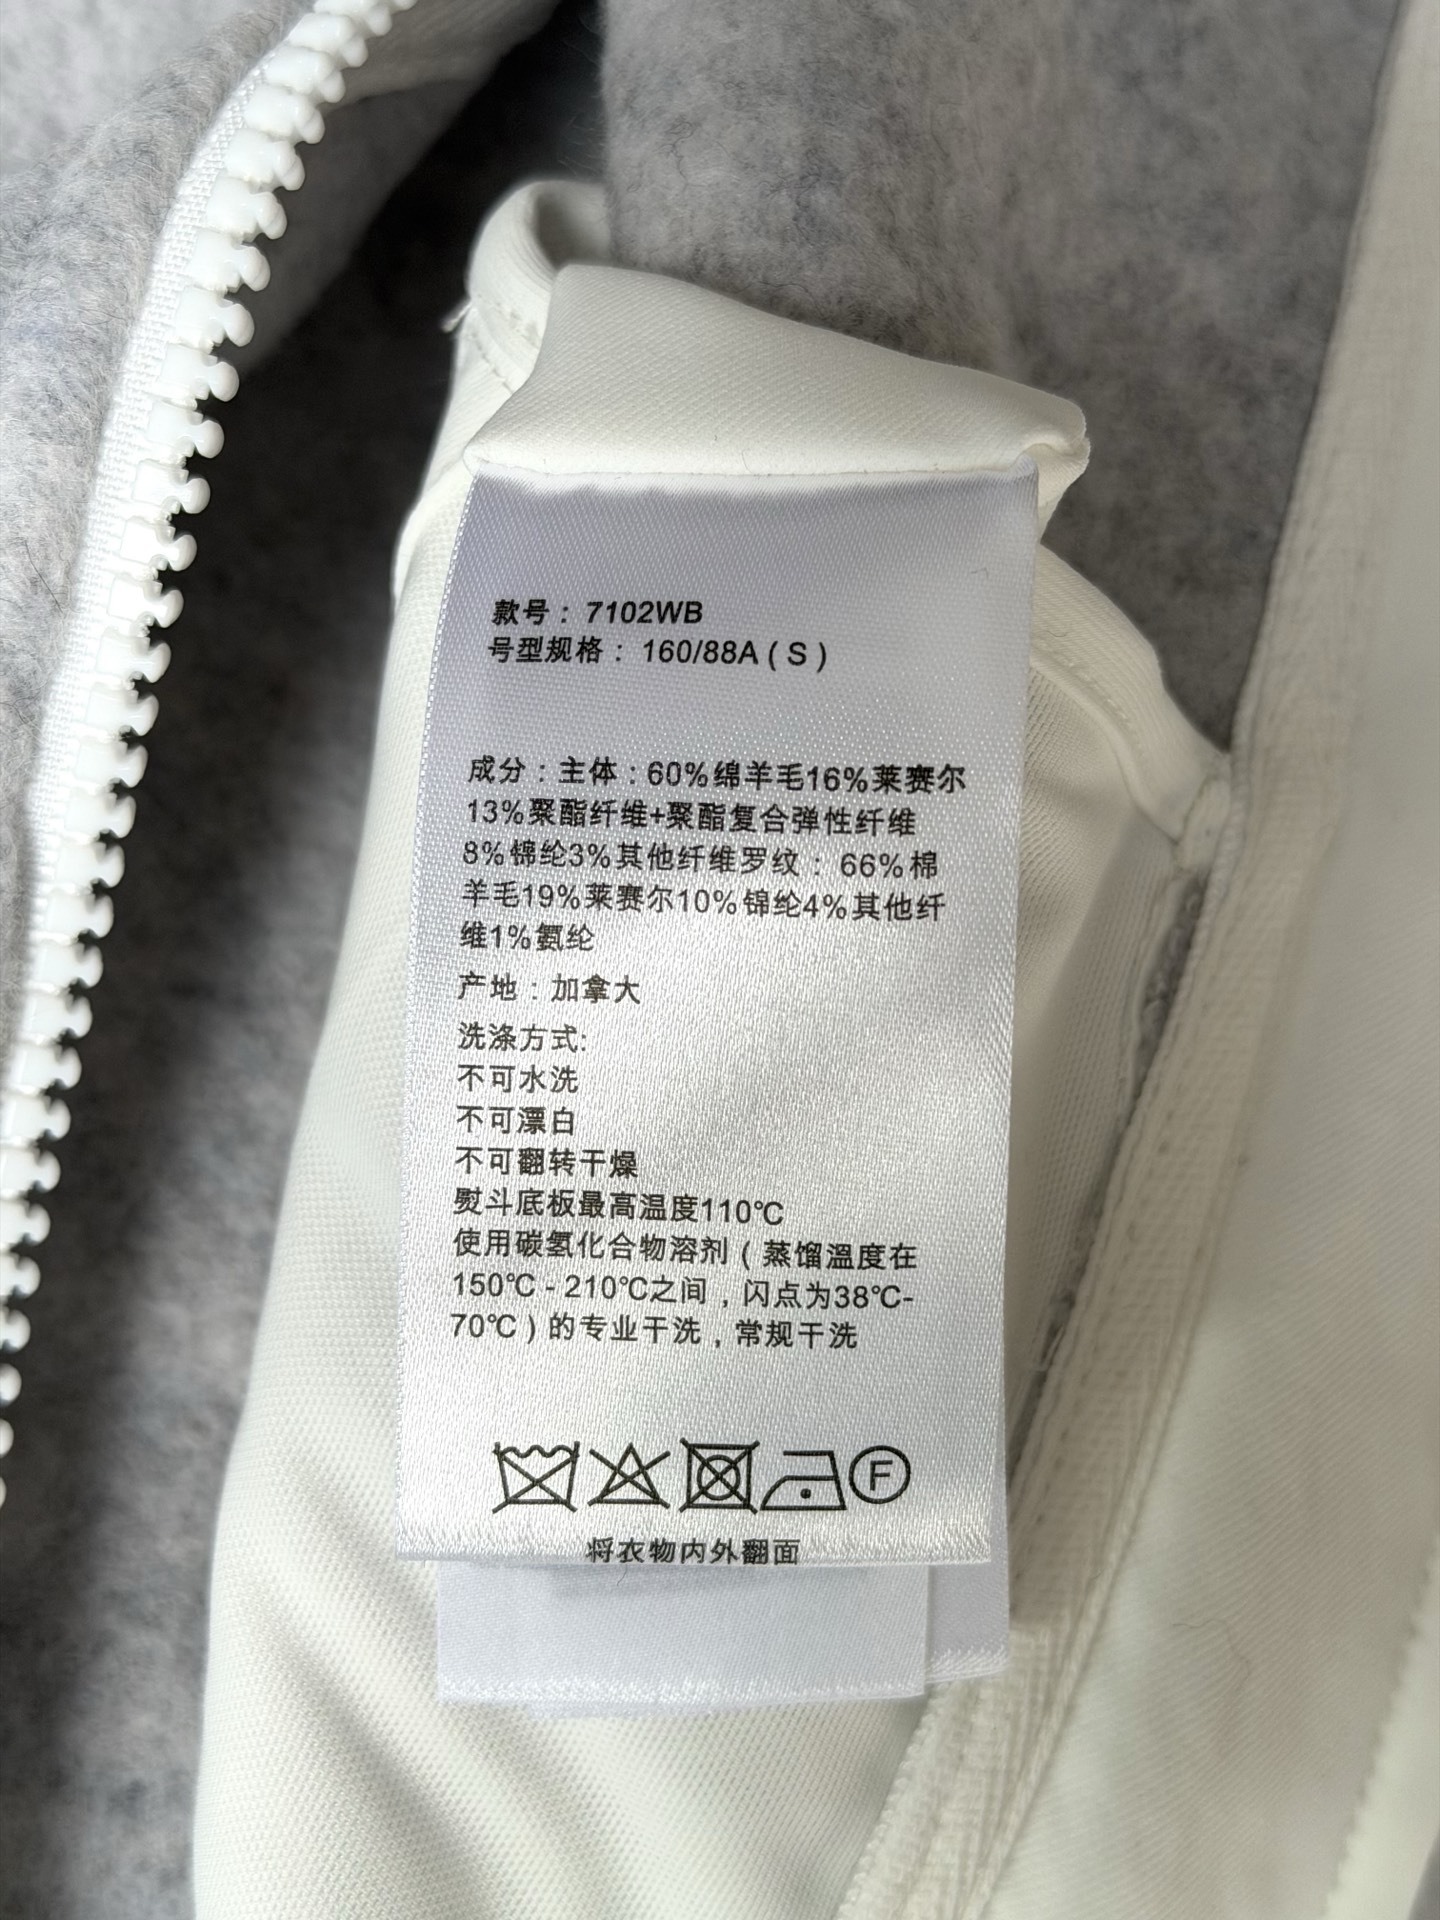 款号：7102WB
号型规格：160/88A ( S )
成分：主体：60%绵羊毛16%莱赛尔
13%聚酯纤维+聚酯复合弹性纤维
8%锦纶3%其他纤维罗纹：66%棉
羊毛19%莱赛尔10%锦纶4%其他纤
维1%氨纶
产地：加拿大
洗涤方式:
不可水洗
不可漂白
不可翻转干燥
熨斗底板最高温度110℃
使用碳氢化合物溶剂（蒸馏温度在
150℃ - 210℃之间，闪点为38℃-
70℃）的专业干洗，常规干洗
F
将衣物内外翻面